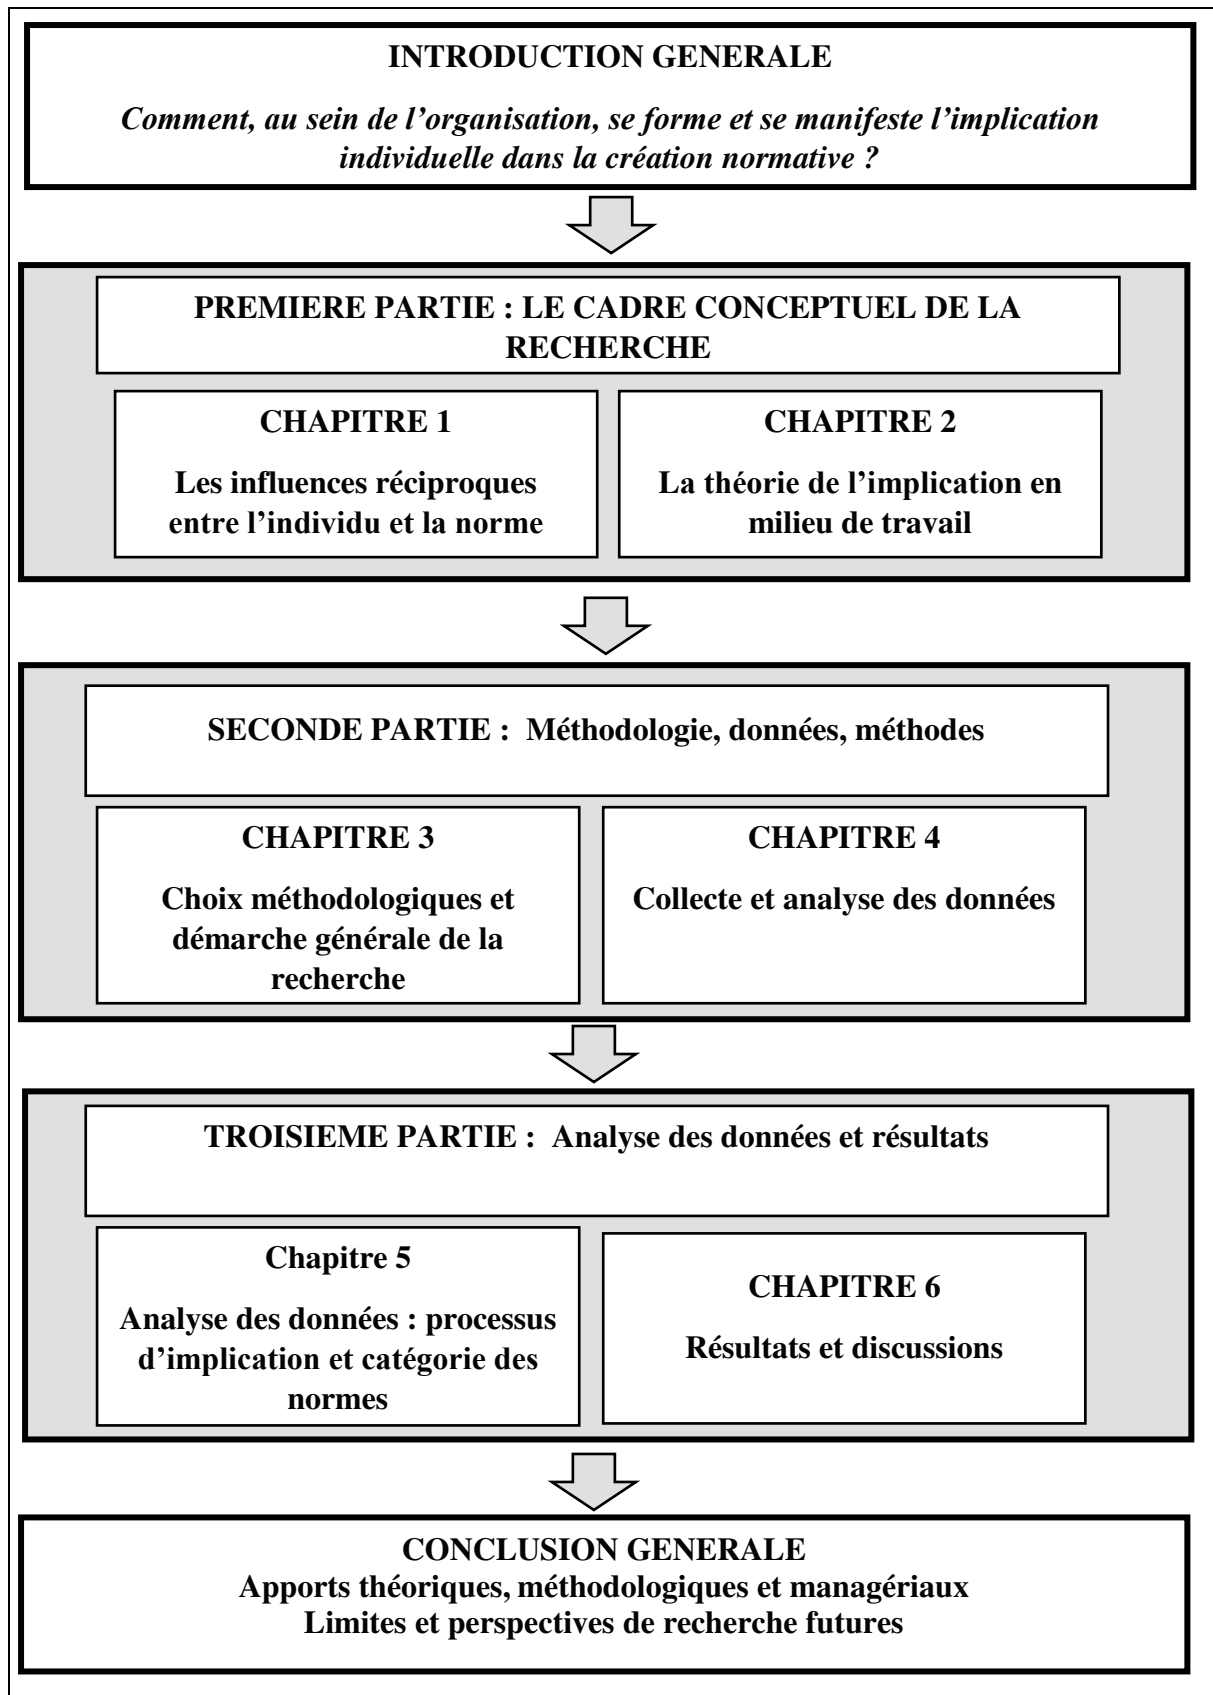 INTRODUCTION GENERALE
Comment, au sein de l’organisation, se forme et se manifeste l’implication
individuelle dans la création normative ?
PREMIERE PARTIE : LE CADRE CONCEPTUEL DE LA
RECHERCHE
CHAPITRE 1
Les influences réciproques
entre l’individu et la norme
CHAPITRE 2
La théorie de l’implication en
milieu de travail
SECONDE PARTIE : Méthodologie, données, méthodes
CHAPITRE 3
Choix méthodologiques et
démarche générale de la
recherche
CHAPITRE 4
Collecte et analyse des données
TROISIEME PARTIE : Analyse des données et résultats
Chapitre 5
Analyse des données : processus
d’implication et catégorie des
normes
CHAPITRE 6
Résultats et discussions
CONCLUSION GENERALE
Apports théoriques, méthodologiques et managériaux
Limites et perspectives de recherche futures